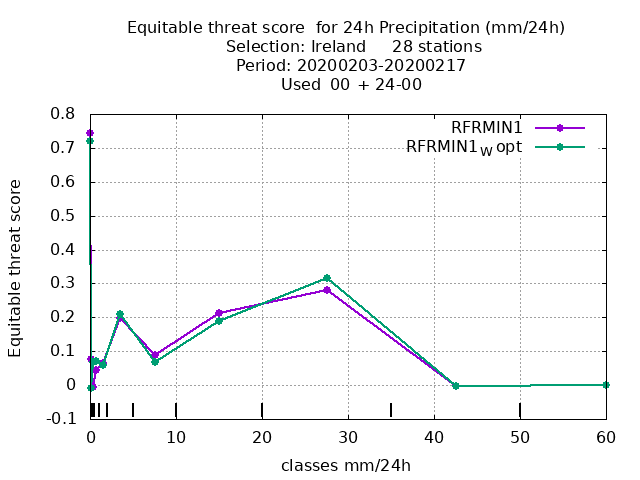 Equitable threat score  for 24h Precipitation (mm/24h)
Selection: Ireland     28 stations
Period: 20200203-20200217
Used  00 + 24-00
RFRMIN1
RFRMIN1W opt
Equitable threat score
0.8
0.7
0.6
0.5
0.4
0.3
0.2
0.1
0
-0.1
0 10 20 30 40 50 60
classes mm/24h